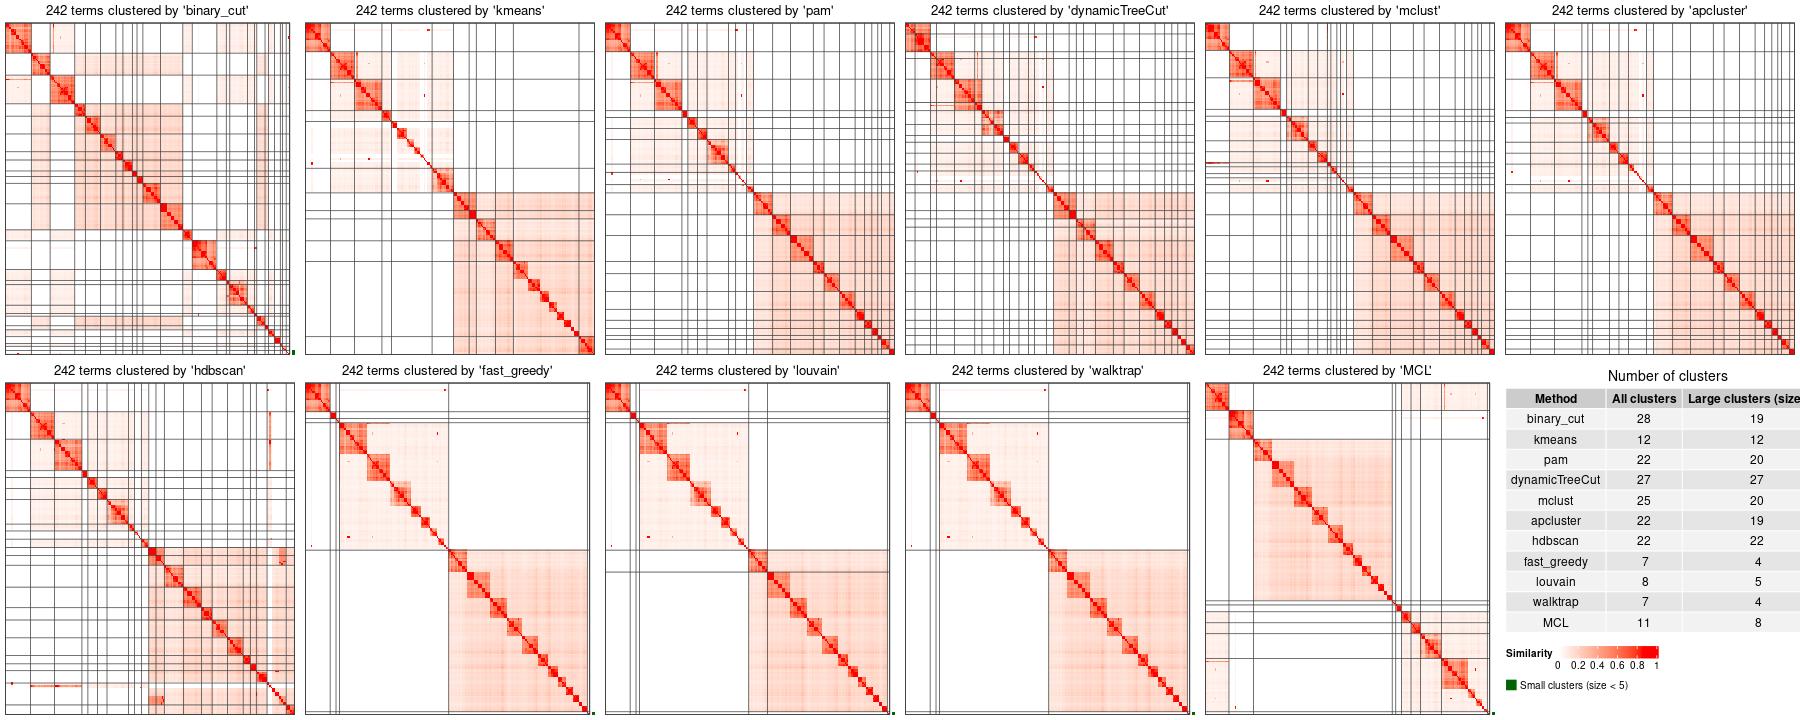 242 terms clustered by 'binary_cut'
242 terms clustered by 'kmeans'
242 terms clustered by 'pam'
242 terms clustered by 'dynamicTreeCut'
242 terms clustered by 'mclust'
242 terms clustered by 'apcluster'
242 terms clustered by 'hdbscan'
242 terms clustered by 'fast_greedy'
242 terms clustered by 'louvain'
242 terms clustered by 'walktrap'
242 terms clustered by 'MCL'
Number of clusters
Method All clusters Large clusters (size
binary_cut 28 19
kmeans 12 12
pam 22 20
dynamicTreeCut 27 27
mclust 25 20
apcluster 22 19
hdbscan 22 22
fast_greedy 7 4
louvain 8 5
walktrap 7 4
MCL 11 8
Similarity
0 0.2 0.4 0.6 0.8 1
Small clusters (size < 5)